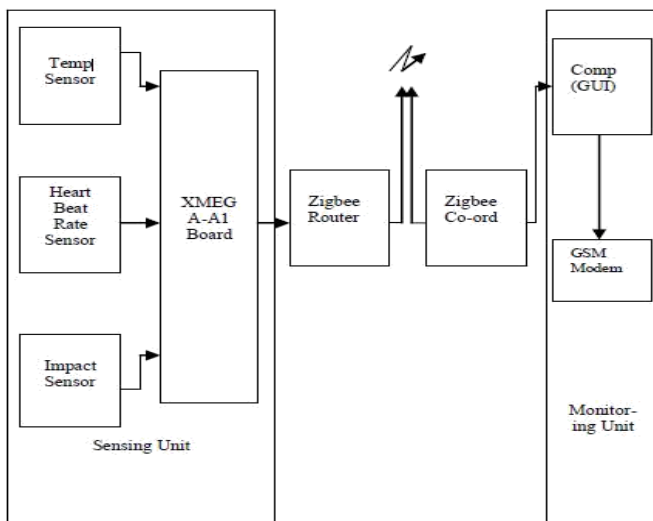 Temp
Sensor
Heart
Beat
Rate
Sensor
Impact
Sensor
XMEG
A-A1
Board
Sensing Unit
Zigbee
Router
Zigbee
Co-ord
Comp
(GUI)
GSM
Modem
Monitor-
ing Unit